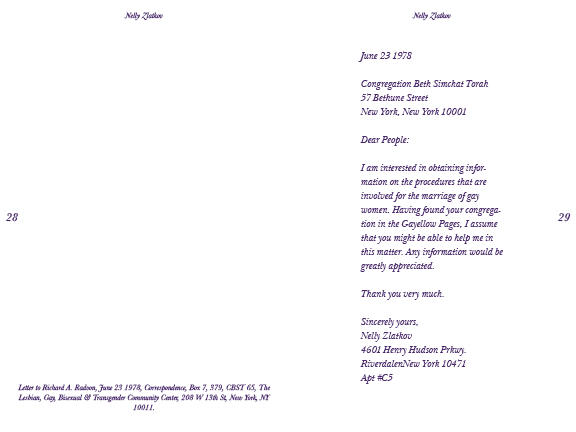 Nelly Zlatkov
28
Letter to Richard A. Radson, June 23 1978, Correspondence, Box 7, 379, CBST 65, The
Lesbian, Gay, Bisexual & Transgender Community Center, 208 W 13th St, New York, NY
10011.
Nelly Zlatkov
June 23 1978
Congregation Beth Simchat Torah
57 Bethune Street
New York, New York 10001
Dear People:
I am interested in obtaining infor-
mation on the procedures that are
involved for the marriage of gay
women. Having found your congrega-
tion in the Gayellow Pages, I assume
that you might be able to help me in
this matter. Any information would be
greatly appreciated.
Thank you very much.
Sincerely yours,
Nelly Zlatkov
4601 Henry Hudson Prkwy.
RiverdalenNew York 10471
Apt #C5
29